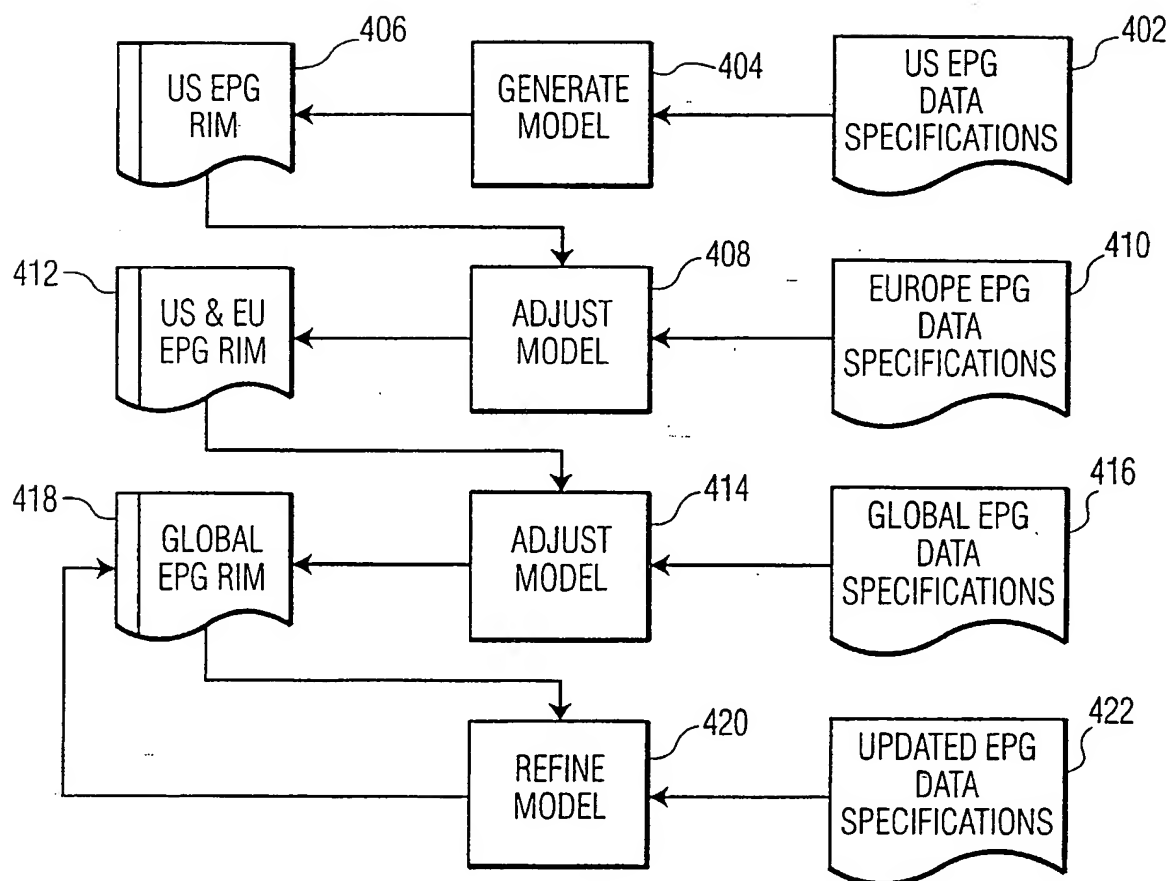 406
404
402
US EPG
RIM
GENERATE
MODEL
US EPG
DATA
SPECIFICATIONS
412
408
410
US & EU
EPG RIM
ADJUST
MODEL
EUROPE EPG
DATA
SPECIFICATIONS
418
414
416
GLOBAL
EPG RIM
ADJUST
MODEL
GLOBAL EPG
DATA
SPECIFICATIONS
420
422
REFINE
MODEL
UPDATED EPG
DATA
SPECIFICATIONS